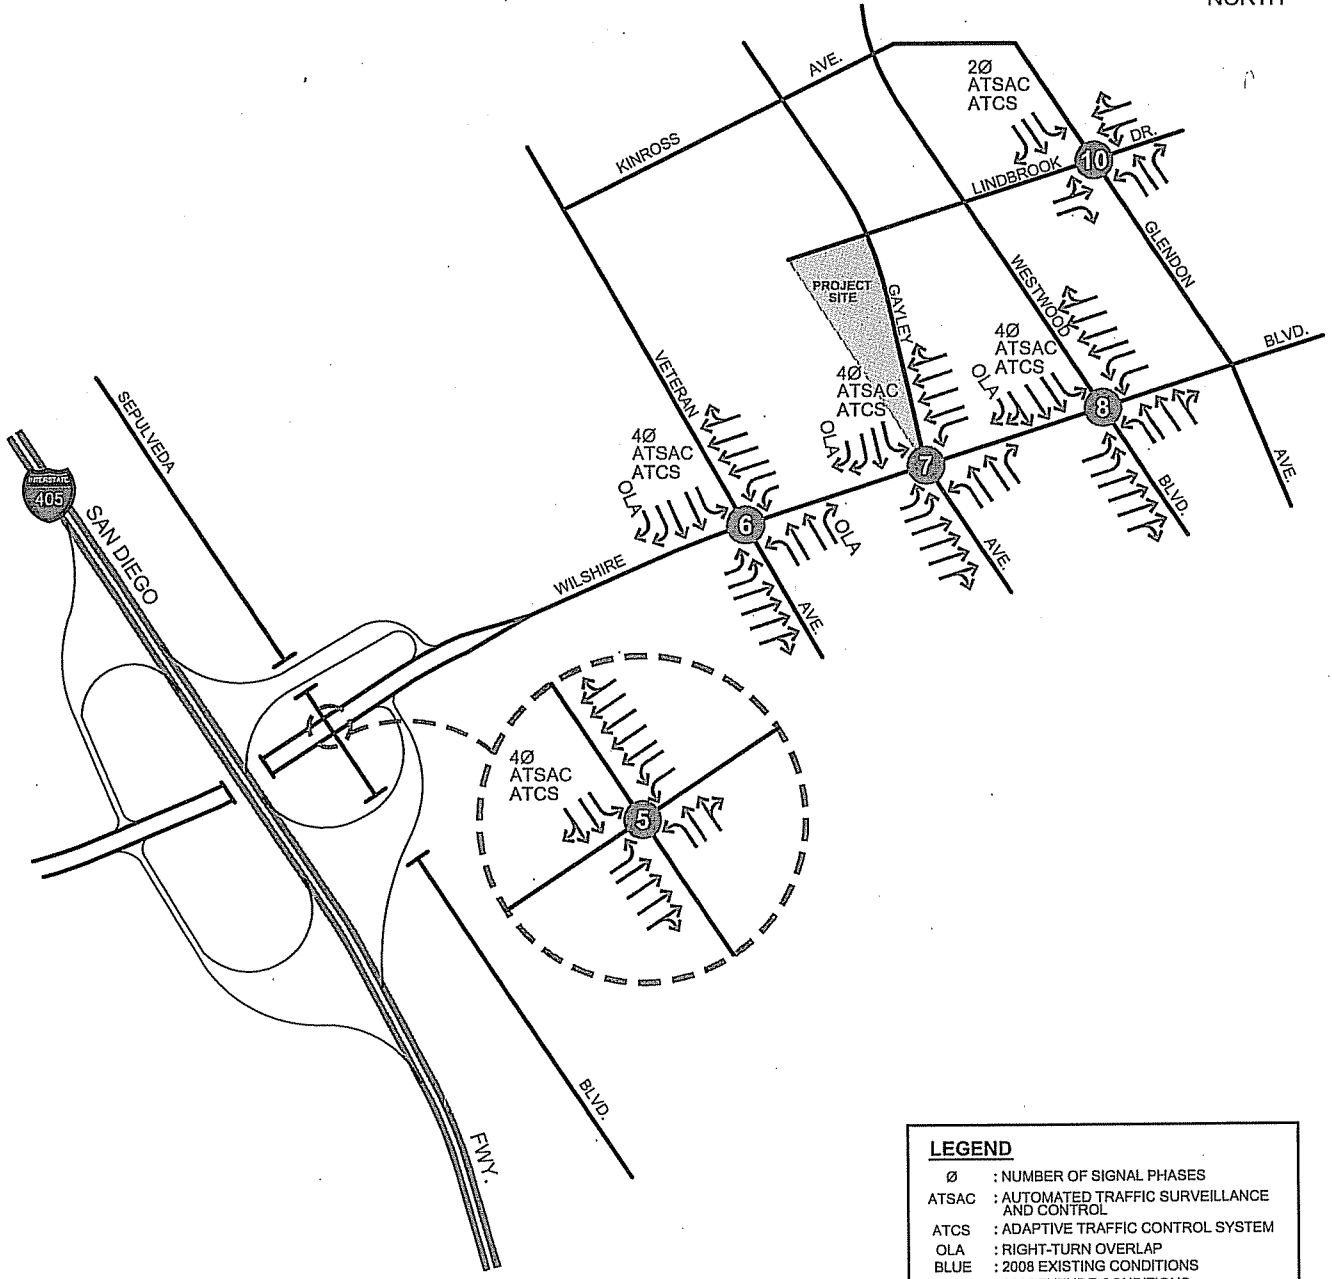 NORTH
AVE.
KINROSS
2Ø
ATSAC
ATCS
DR.
10
LINDBROOK
GLENDON
PROJECT
SITE
GAYLEY
WESTWOOD
BLVD.
VETERAN
4Ø
ATSAC
ATCS
OLA
8
4Ø
ATSAC
ATCS
OLA
7
SEPULVEDA
4Ø
ATSAC
ATCS
OLA
6
OLA
AVE.
BLVD.
INTERSTATE
405
SAN DIEGO
WILSHIRE
AVE.
AVE.
4Ø
ATSAC
ATCS
5
BLVD.
FWY.
LEGEND
Ø : NUMBER OF SIGNAL PHASES
ATSAC : AUTOMATED TRAFFIC SURVEILLANCE
AND CONTROL
ATCS : ADAPTIVE TRAFFIC CONTROL SYSTEM
OLA : RIGHT-TURN OVERLAP
BLUE : 2008 EXISTING CONDITIONS